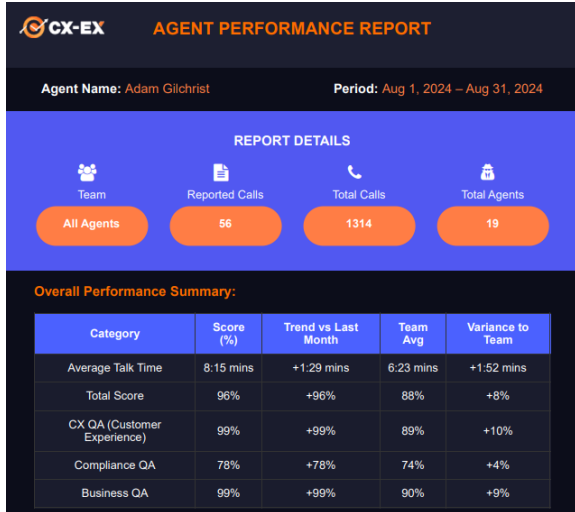 CX-EX
AGENT PERFORMANCE REPORT
Agent Name: Adam Gilchrist
Period: Aug 1, 2024 – Aug 31, 2024
REPORT DETAILS
Team
Reported Calls
Total Calls
Total Agents
All Agents
56
1314
19
Overall Performance Summary:
Category
Score (%)
Trend vs Last Month
Team Avg
Variance to Team
Average Talk Time
8:15 mins
+1:29 mins
6:23 mins
+1:52 mins
Total Score
96%
+96%
88%
+8%
CX QA (Customer Experience)
99%
+99%
89%
+10%
Compliance QA
78%
+78%
74%
+4%
Business QA
99%
+99%
90%
+9%